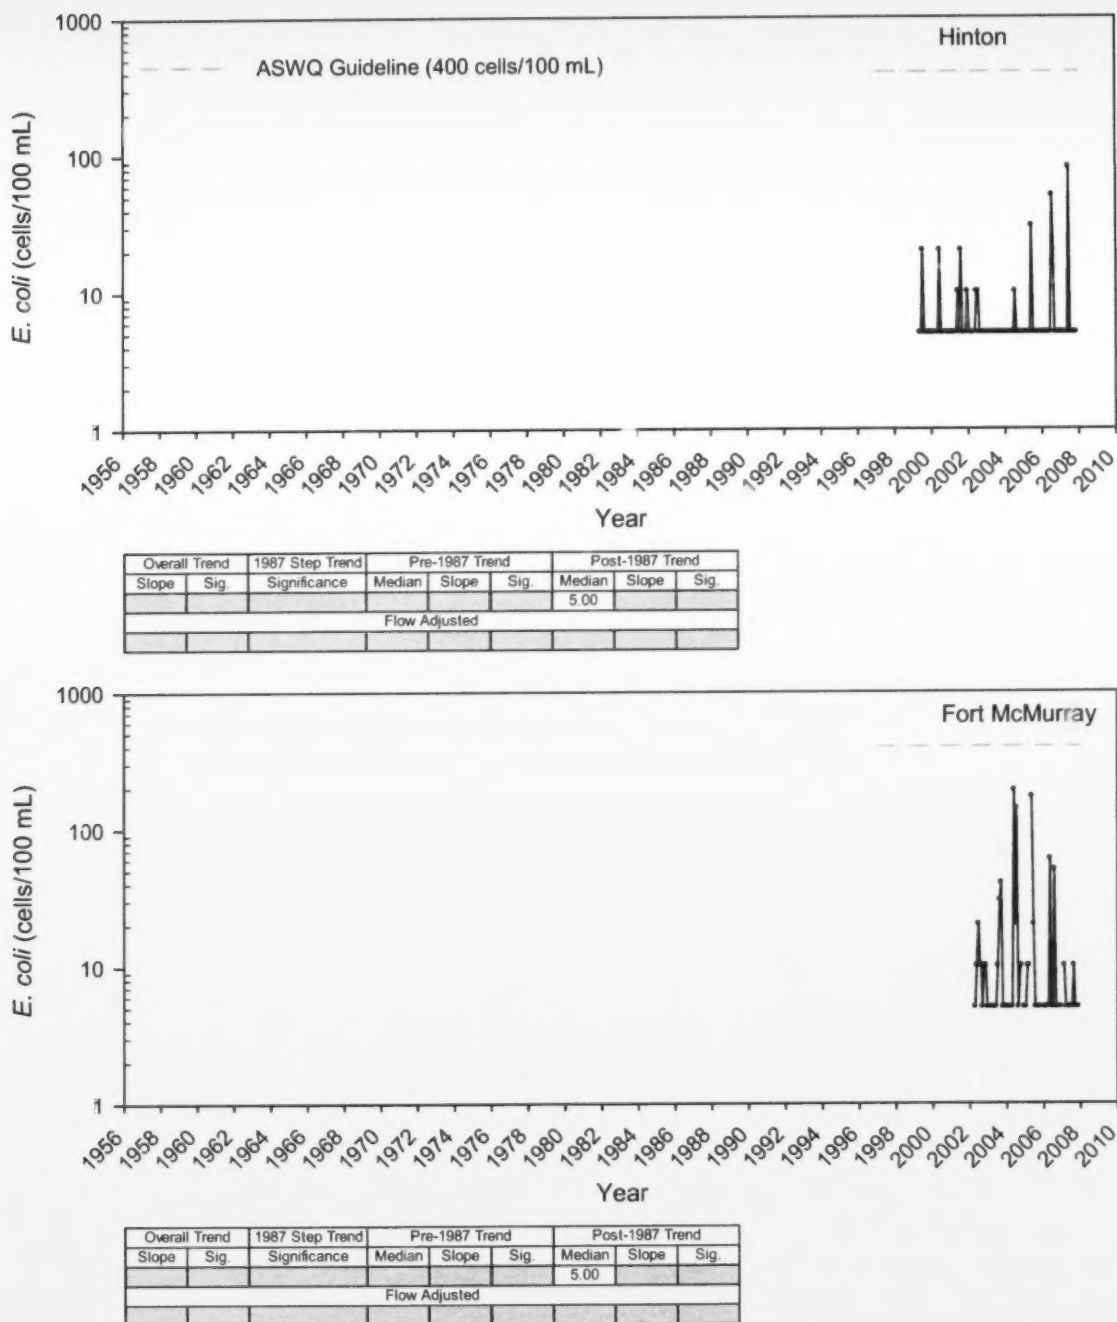 1000
Hinton
ASWQ Guideline (400 cells/100 mL)
100
E. coli (cells/100 mL)
10
1
1956 1958 1960 1962 1964 1966 1968 1970 1972 1974 1976 1978 1980 1982 1984 1986 1988 1990 1992 1994 1996 1998 2000 2002 2004 2006 2008 2010
Year
Overall Trend 1987 Step Trend Pre-1987 Trend Post-1987 Trend
Slope Sig. Significance Median Slope Sig. Median Slope Sig.
5.00
Flow Adjusted
1000
Fort McMurray
100
E. coli (cells/100 mL)
10
1
1956 1958 1960 1962 1964 1966 1968 1970 1972 1974 1976 1978 1980 1982 1984 1986 1988 1990 1992 1994 1996 1998 2000 2002 2004 2006 2008 2010
Year
Overall Trend 1987 Step Trend Pre-1987 Trend Post-1987 Trend
Slope Sig. Significance Median Slope Sig. Median Slope Sig.
5.00
Flow Adjusted